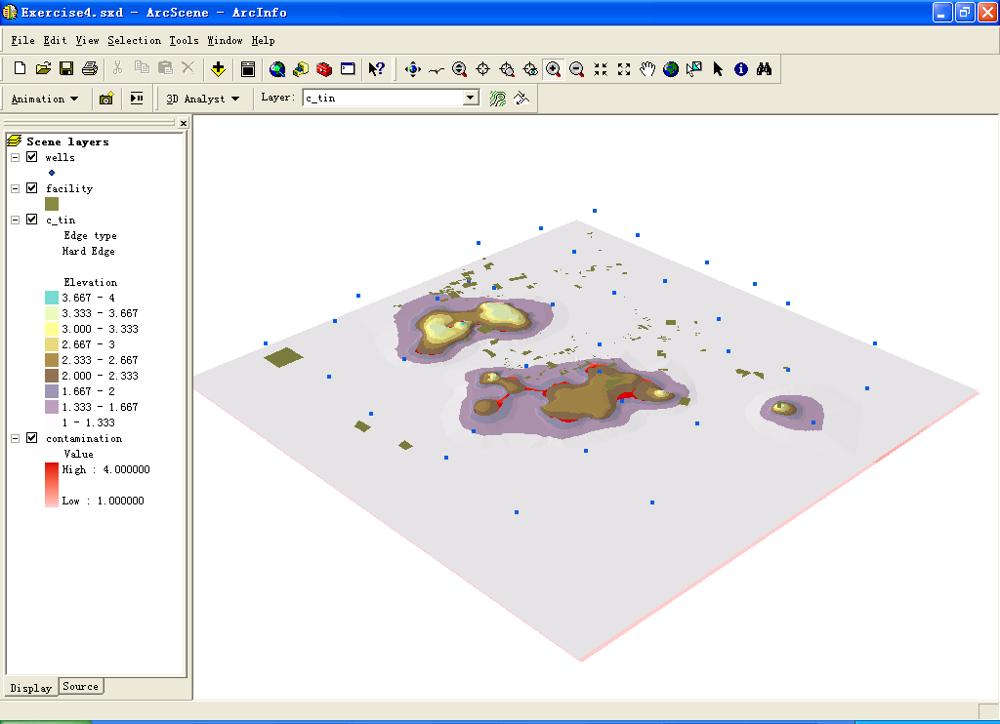 Exercise4.sxd - ArcScene - ArcInfo
File Edit View Selection Tools Window Help
Animation 3D Analyst Layer: c_tin
Scene layers
wells
facility
c_tin
Edge type
Hard Edge
Elevation
3.667 - 4
3.333 - 3.667
3.000 - 3.333
2.667 - 3
2.333 - 2.667
2.000 - 2.333
1.667 - 2
1.333 - 1.667
1 - 1.333
contamination
Value
High : 4.000000
Low : 1.000000
Display Source